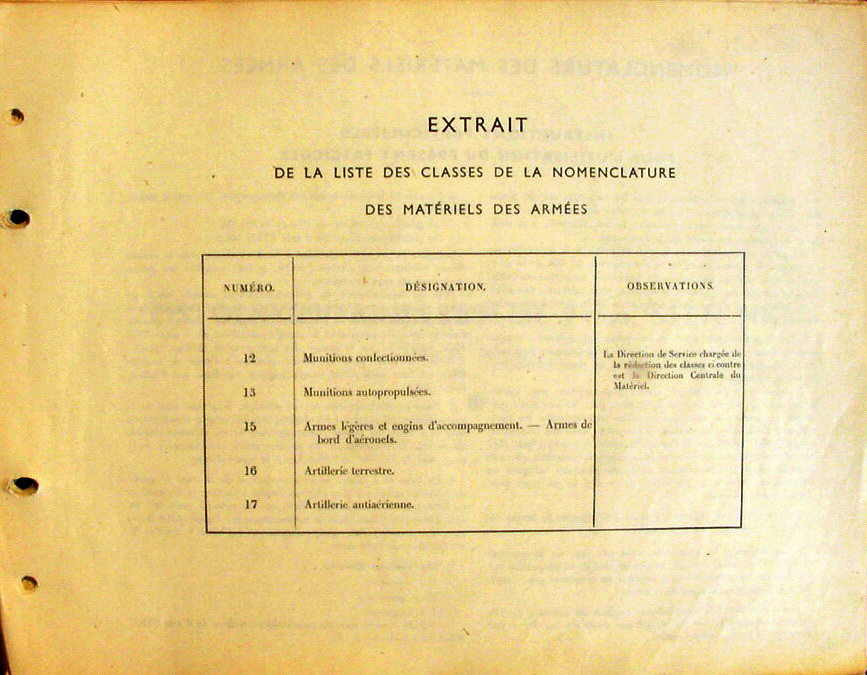 EXTRAIT
DE LA LISTE DES CLASSES DE LA NOMENCLATURE
DES MATÉRIELS DES ARMÉES
NUMÉRO.
DÉSIGNATION.
OBSERVATIONS.
12
Munitions confectionnées.
La Direction de Service chargée de
la rédaction des classes ci-contre
est la Direction Centrale du
Matériel.
13
Munitions autopropulsées.
15
Armes légères et engins d'accompagnement. — Armes de
bord d'aéronefs.
16
Artillerie terrestre.
17
Artillerie antiaérienne.